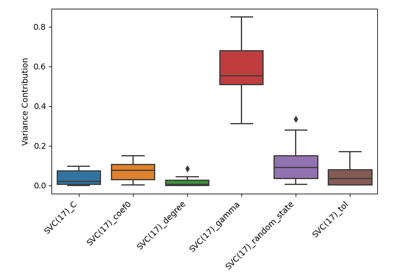 Variance Contribution
0.8
0.6
0.4
0.2
0.0
SVC(17)_C
SVC(17)_coef0
SVC(17)_degree
SVC(17)_gamma
SVC(17)_random_state
SVC(17)_tol